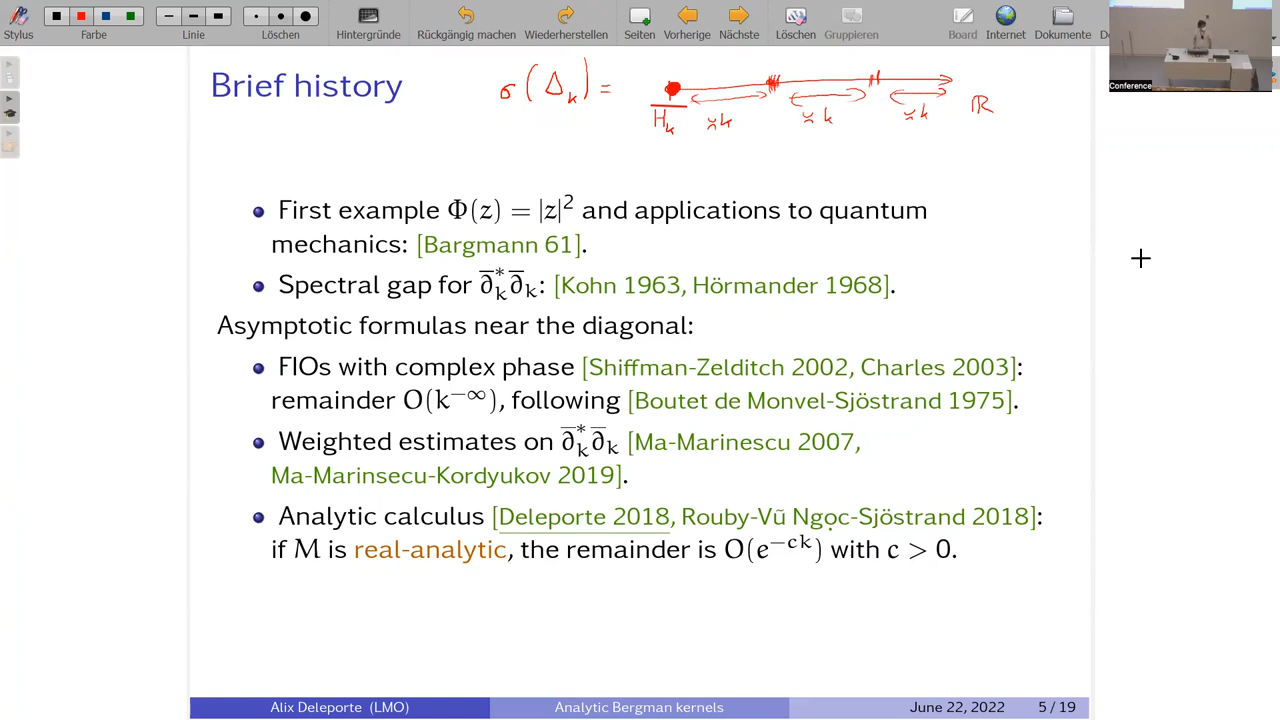 Stylus Farbe Linie Löschen Hintergründe Rückgängig machen Wiederherstellen Seiten Vorherige Nächste Löschen Gruppieren Board Internet Dokumente
Conference
Brief history
σ(Δ_k) =
H_k ≍k ≍k ≍k ℝ
First example Φ(z) = |z|² and applications to quantum
mechanics: [Bargmann 61].
Spectral gap for ∂̄*_k ∂̄_k: [Kohn 1963, Hörmander 1968].
Asymptotic formulas near the diagonal:
FIOs with complex phase [Shiffman-Zelditch 2002, Charles 2003]:
remainder O(k^{−∞}), following [Boutet de Monvel-Sjöstrand 1975].
Weighted estimates on ∂̄*_k ∂̄_k [Ma-Marinescu 2007,
Ma-Marinsecu-Kordyukov 2019].
Analytic calculus [Deleporte 2018, Rouby-Vũ Ngọc-Sjöstrand 2018]:
if M is real-analytic, the remainder is O(e^{−ck}) with c > 0.
Alix Deleporte (LMO) Analytic Bergman kernels June 22, 2022 5 / 19